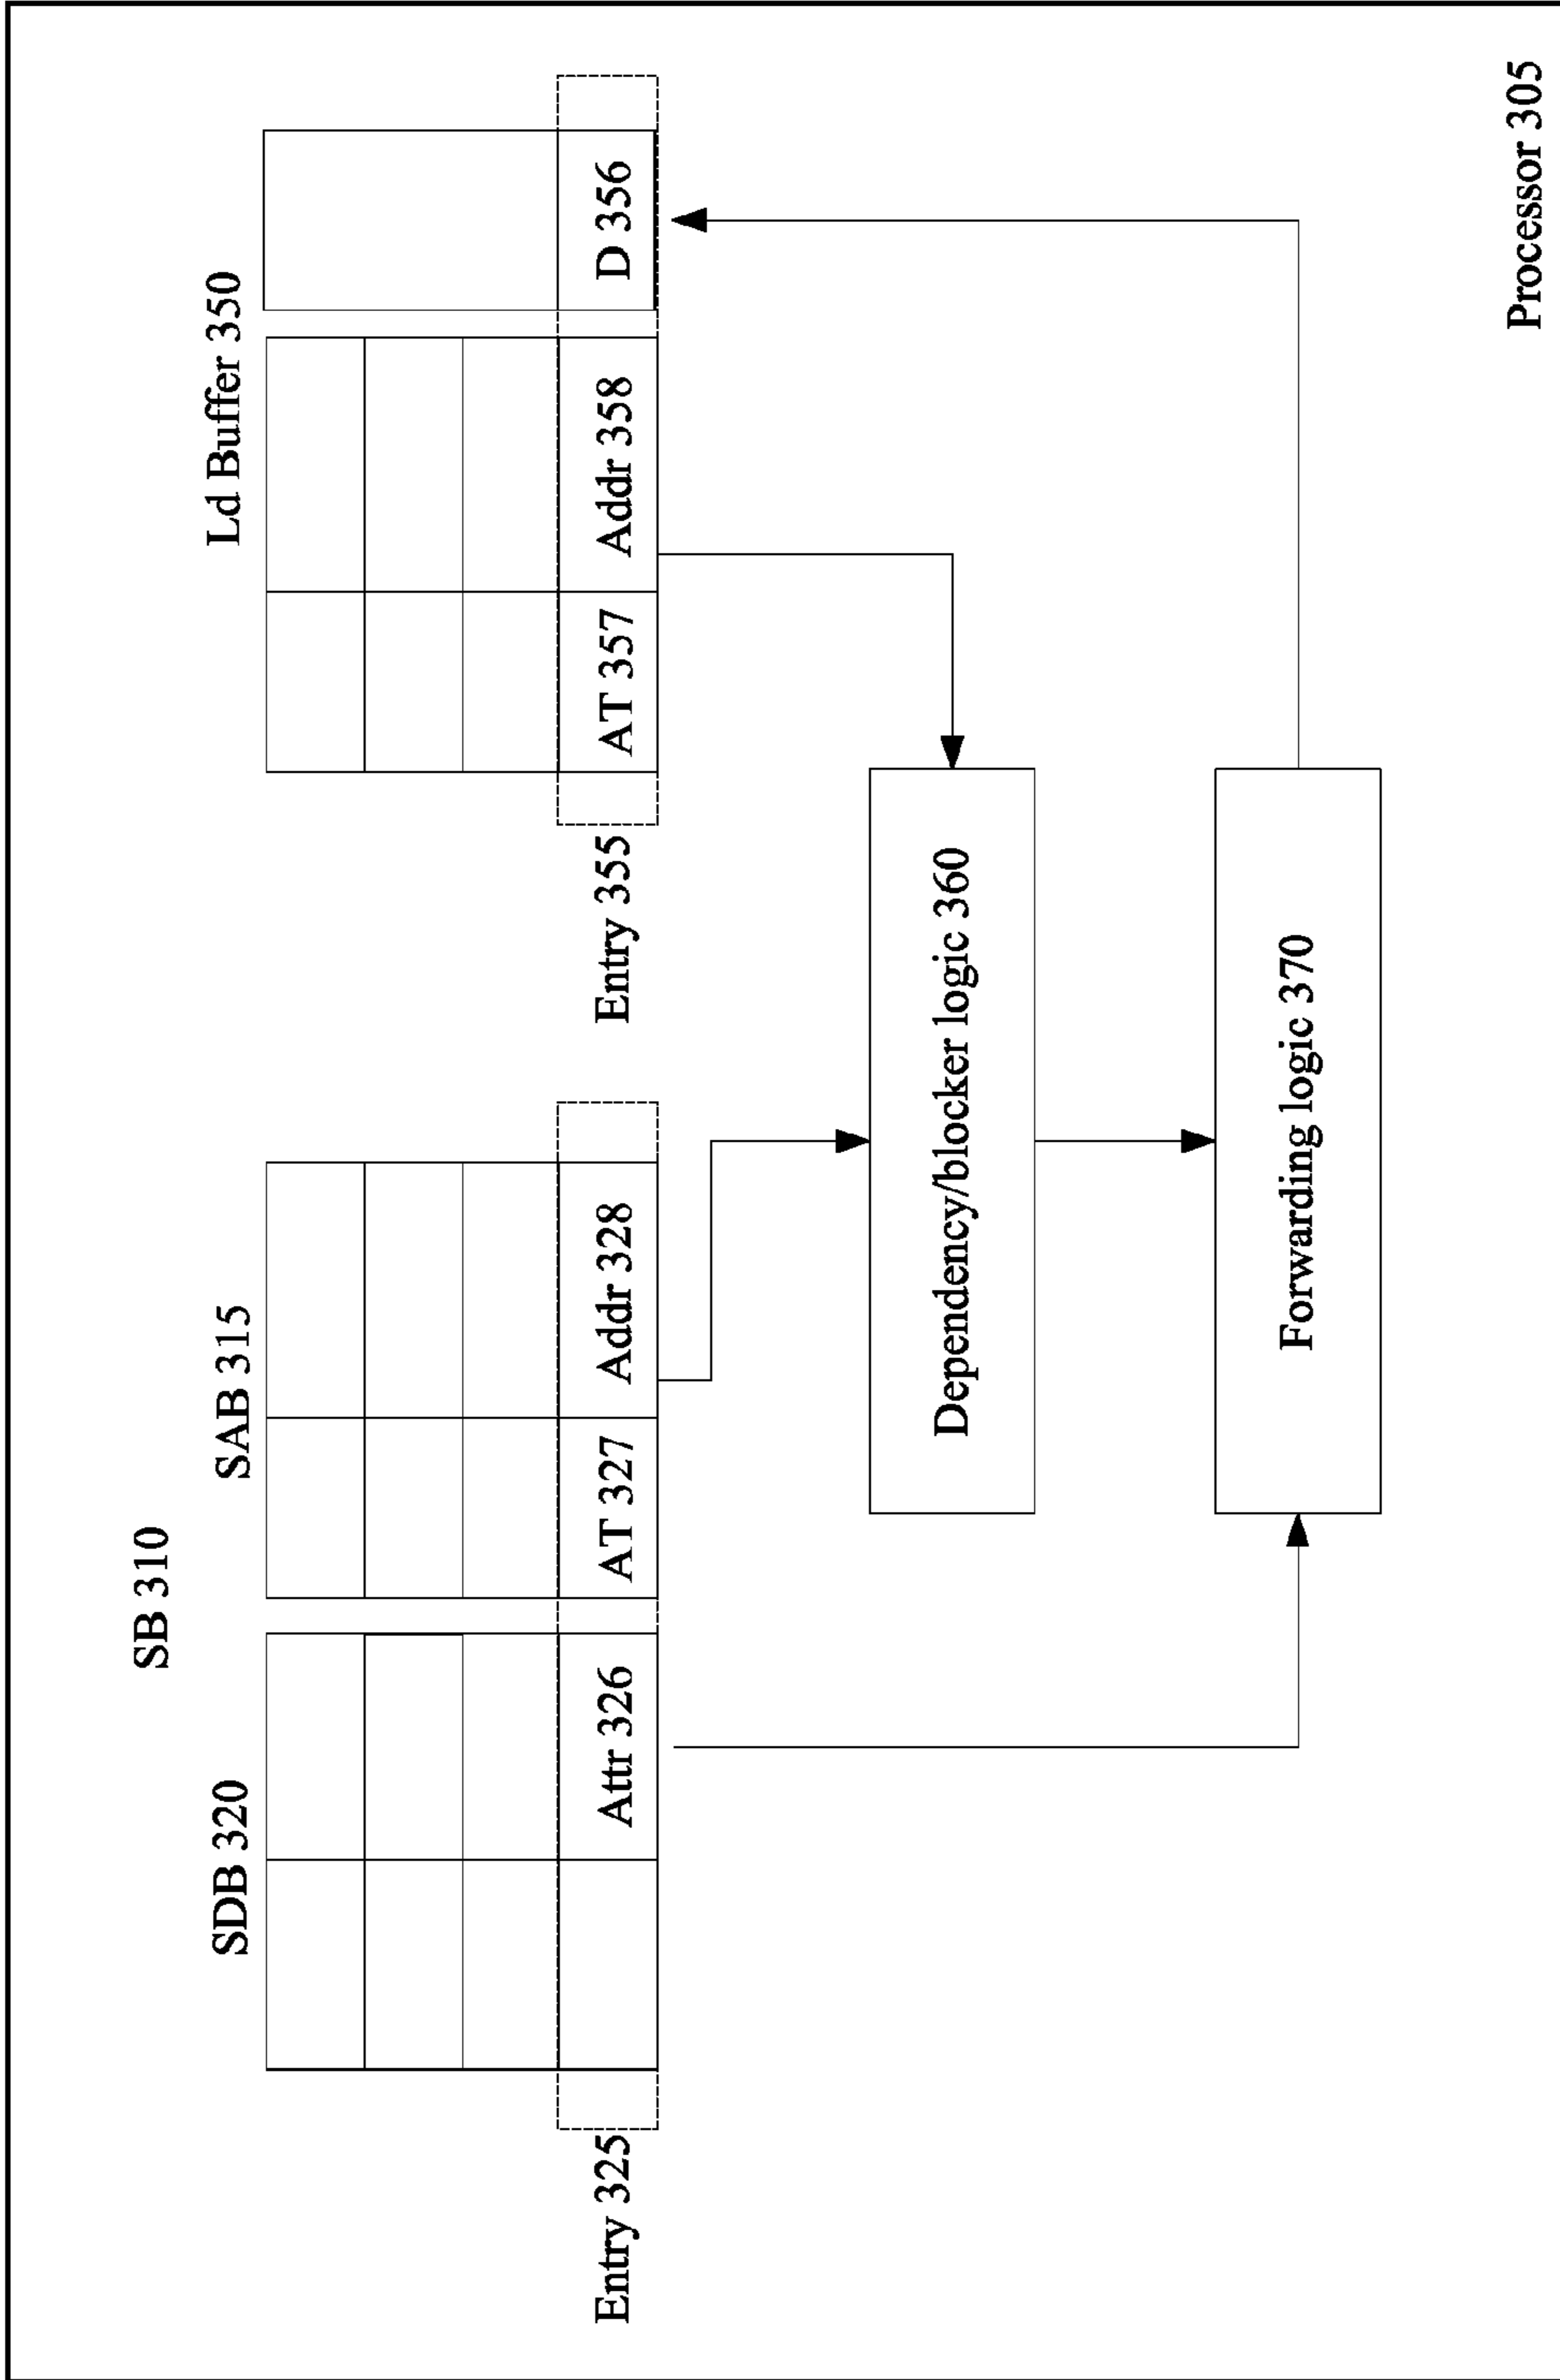 SB 310
SDB 320
SAB 315
Ld Buffer 350
Entry 325
Attr 326
AT 327
Addr 328
Entry 355
AT 357
Addr 358
D 356
Dependency/blocker logic 360
Forwarding logic 370
Processor 305